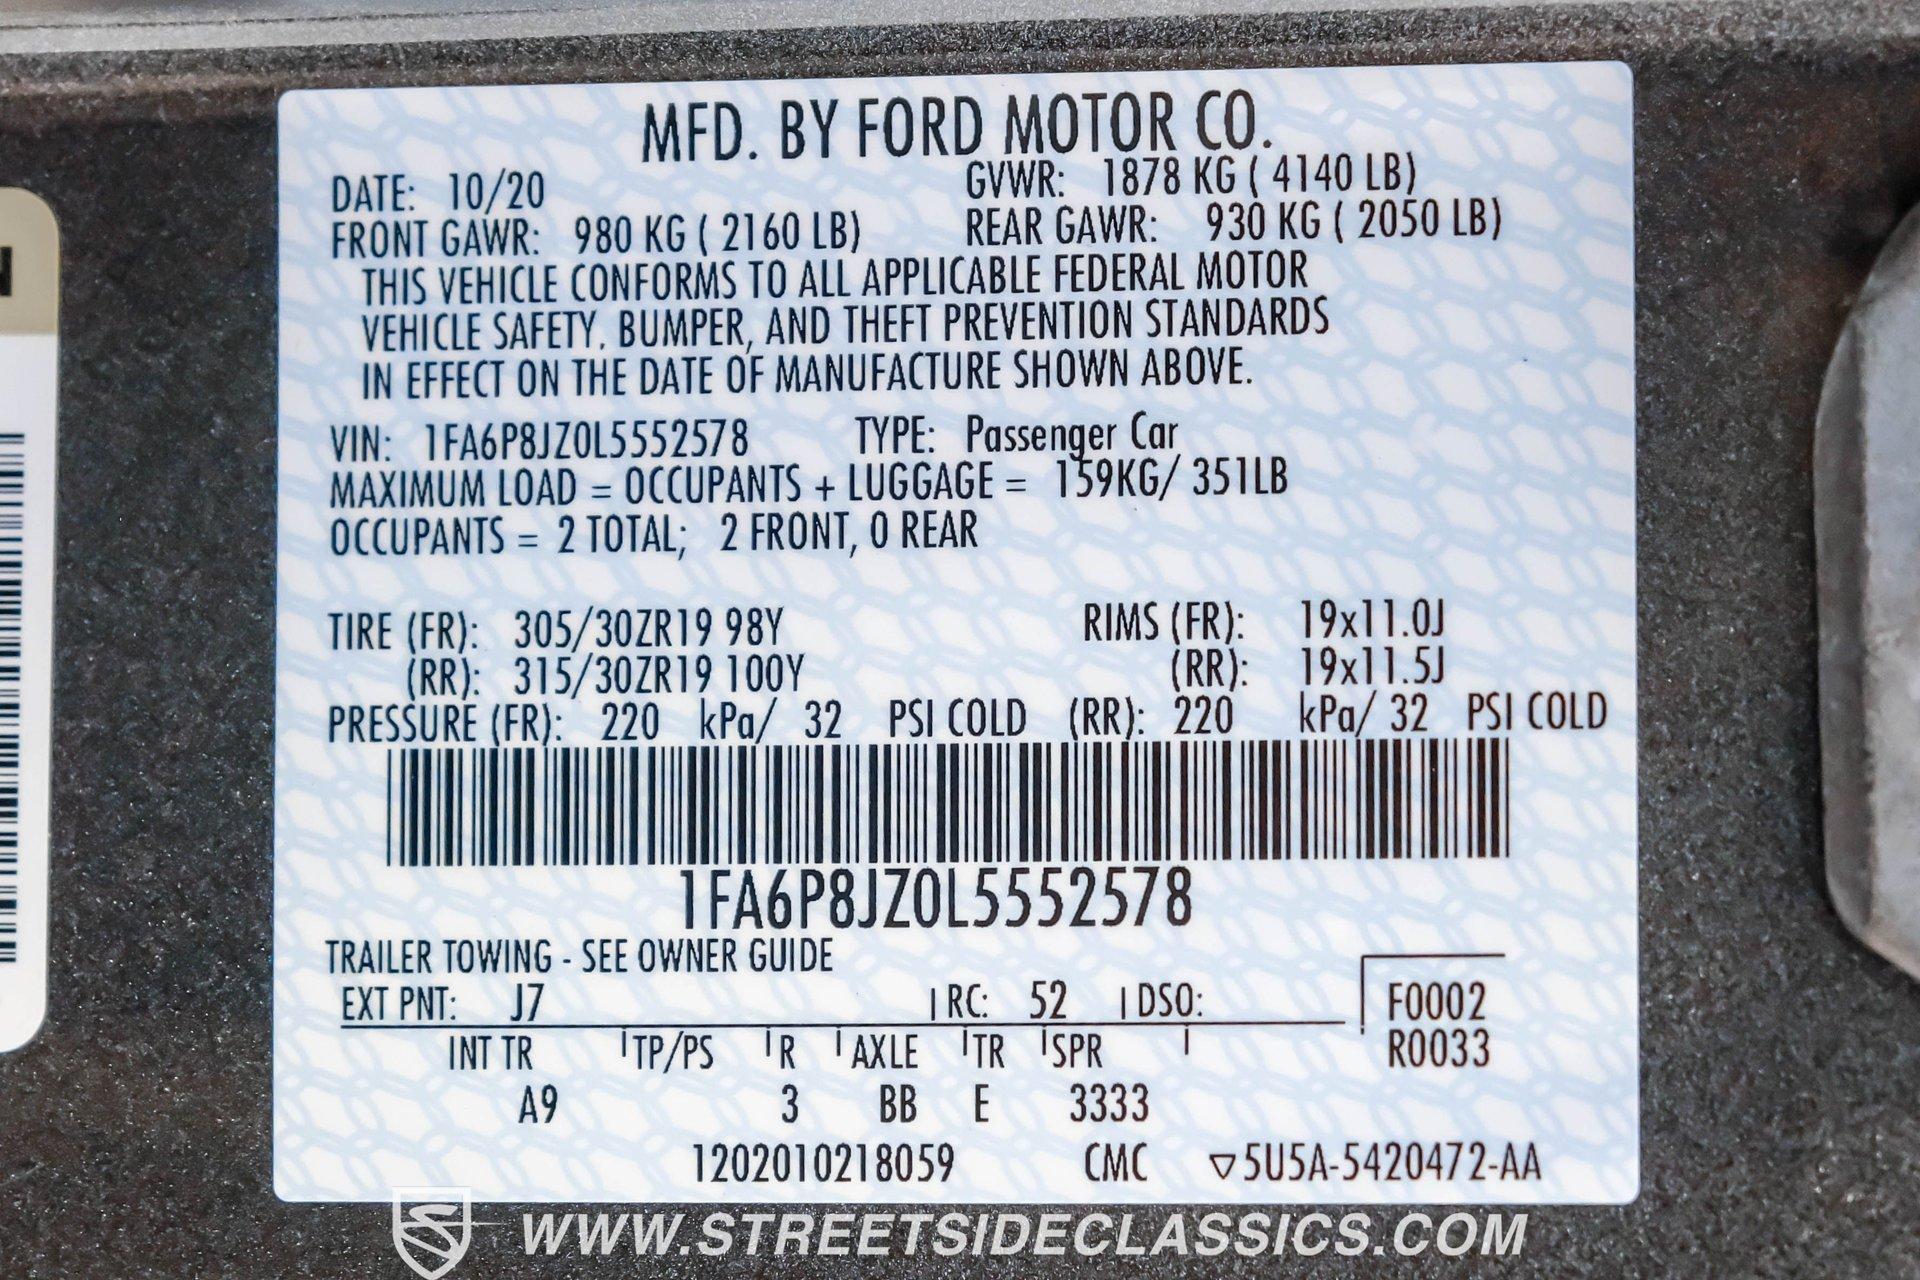 MFD. BY FORD MOTOR CO.
DATE: 10/20 GVWR: 1878 KG ( 4140 LB)
FRONT GAWR: 980 KG ( 2160 LB) REAR GAWR: 930 KG ( 2050 LB)
THIS VEHICLE CONFORMS TO ALL APPLICABLE FEDERAL MOTOR
VEHICLE SAFETY, BUMPER, AND THEFT PREVENTION STANDARDS
IN EFFECT ON THE DATE OF MANUFACTURE SHOWN ABOVE.
VIN: 1FA6P8JZ0L5552578 TYPE: Passenger Car
MAXIMUM LOAD = OCCUPANTS + LUGGAGE = 159KG/ 351LB
OCCUPANTS = 2 TOTAL; 2 FRONT, 0 REAR
TIRE (FR): 305/30ZR19 98Y RIMS (FR): 19x11.0J
(RR): 315/30ZR19 100Y (RR): 19x11.5J
PRESSURE (FR): 220 kPa/ 32 PSI COLD (RR): 220 kPa/ 32 PSI COLD
1FA6P8JZ0L5552578
TRAILER TOWING - SEE OWNER GUIDE
EXT PNT: J7 RC: 52 DSO: F0002
INT TR TP/PS R AXLE TR SPR R0033
A9 3 BB E 3333
1202010218059 CMC ▽5U5A-5420472-AA
WWW.STREETSIDECLASSICS.COM